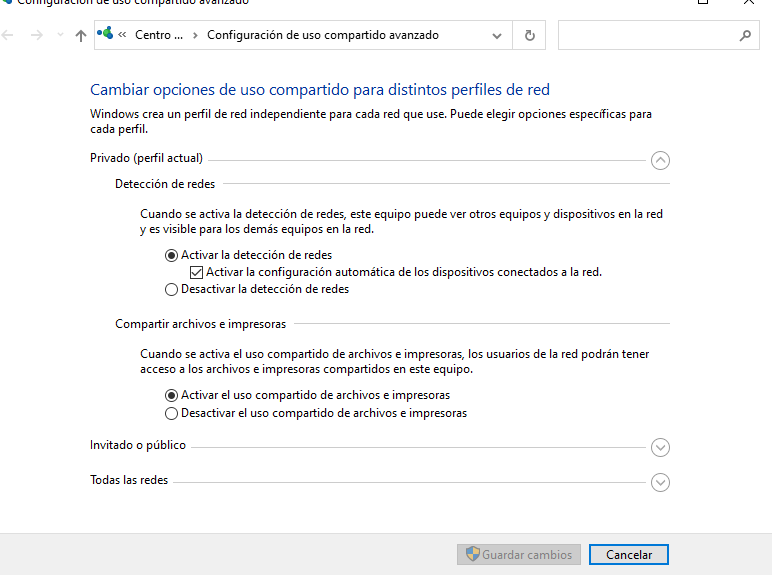 Configuración de uso compartido avanzado
« Centro ... › Configuración de uso compartido avanzado
Cambiar opciones de uso compartido para distintos perfiles de red
Windows crea un perfil de red independiente para cada red que use. Puede elegir opciones específicas para
cada perfil.
Privado (perfil actual)
Detección de redes
Cuando se activa la detección de redes, este equipo puede ver otros equipos y dispositivos en la red
y es visible para los demás equipos en la red.
Activar la detección de redes
Activar la configuración automática de los dispositivos conectados a la red.
Desactivar la detección de redes
Compartir archivos e impresoras
Cuando se activa el uso compartido de archivos e impresoras, los usuarios de la red podrán tener
acceso a los archivos e impresoras compartidos en este equipo.
Activar el uso compartido de archivos e impresoras
Desactivar el uso compartido de archivos e impresoras
Invitado o público
Todas las redes
Guardar cambios
Cancelar